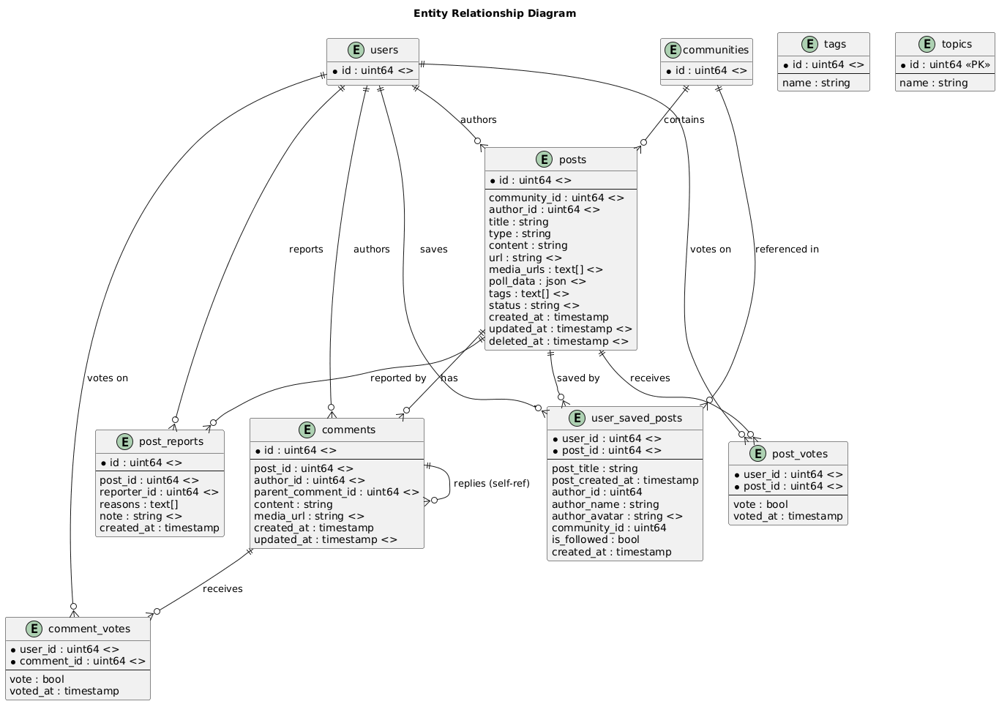 Entity Relationship Diagram
E users
* id : uint64 <>
E communities
* id : uint64 <>
E tags
* id : uint64 <>
name : string
E topics
* id : uint64 «PK»
name : string
authors
contains
E posts
* id : uint64 <>
community_id : uint64 <>
author_id : uint64 <>
title : string
type : string
content : string
url : string <>
media_urls : text[] <>
poll_data : json <>
tags : text[] <>
status : string <>
created_at : timestamp
updated_at : timestamp <>
deleted_at : timestamp <>
reports
authors
saves
votes on
referenced in
votes on
reported by
has
saved by
receives
E post_reports
* id : uint64 <>
post_id : uint64 <>
reporter_id : uint64 <>
reasons : text[]
note : string <>
created_at : timestamp
E comments
* id : uint64 <>
post_id : uint64 <>
author_id : uint64 <>
parent_comment_id : uint64 <>
content : string
media_url : string <>
created_at : timestamp
updated_at : timestamp <>
replies (self-ref)
E user_saved_posts
* user_id : uint64 <>
* post_id : uint64 <>
post_title : string
post_created_at : timestamp
author_id : uint64
author_name : string
author_avatar : string <>
community_id : uint64
is_followed : bool
created_at : timestamp
E post_votes
* user_id : uint64 <>
* post_id : uint64 <>
vote : bool
voted_at : timestamp
receives
E comment_votes
* user_id : uint64 <>
* comment_id : uint64 <>
vote : bool
voted_at : timestamp